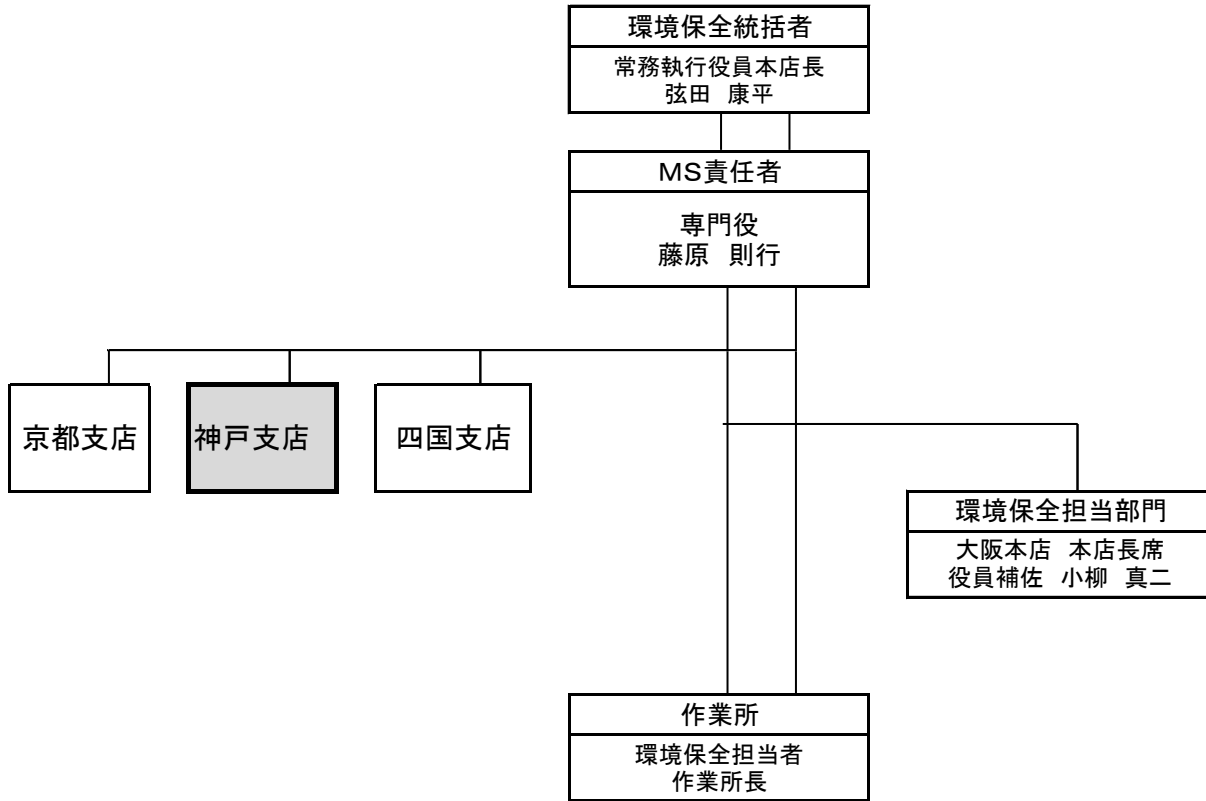 環境保全統括者
常務執行役員本店長
弦田　康平
MS責任者
専門役
藤原　則行
京都支店
神戸支店
四国支店
環境保全担当部門
大阪本店　本店長席
役員補佐　小柳　真二
作業所
環境保全担当者
作業所長